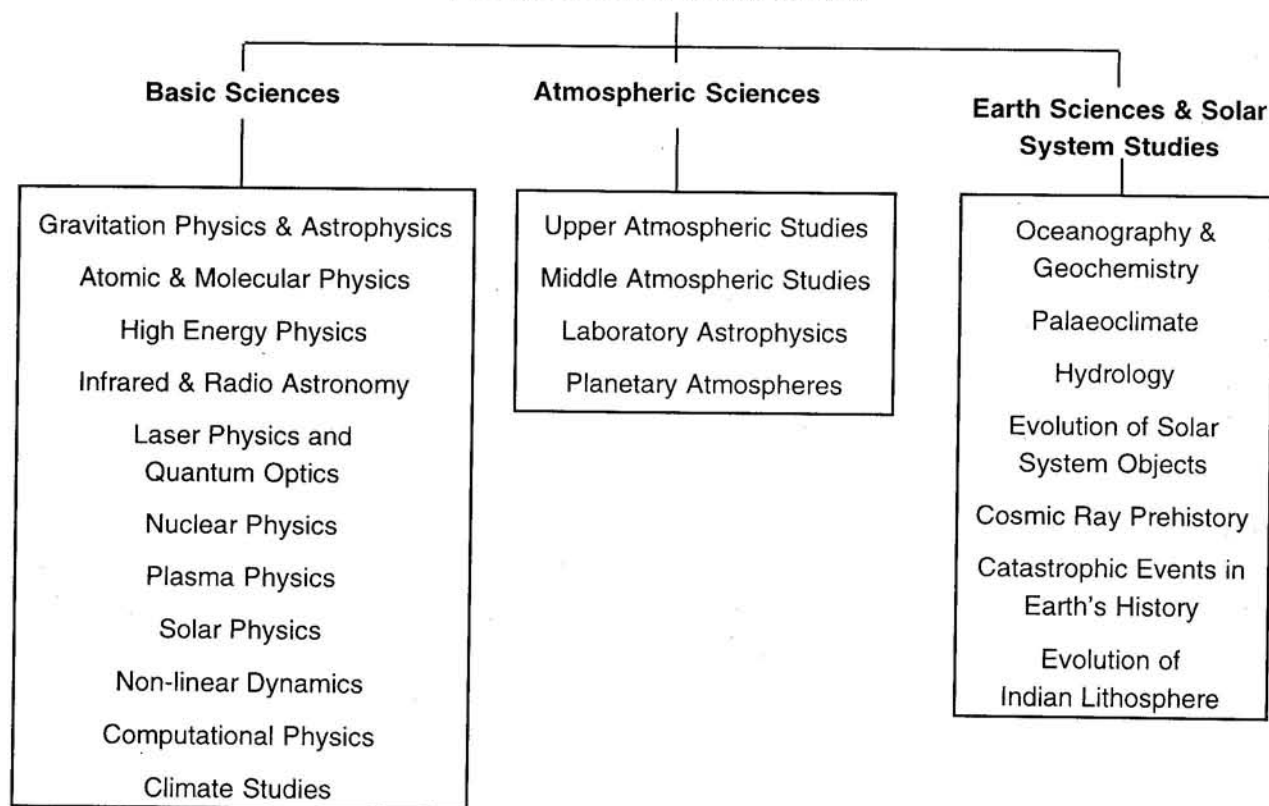 Basic Sciences
Gravitation Physics & Astrophysics
Atomic & Molecular Physics
High Energy Physics
Infrared & Radio Astronomy
Laser Physics and
Quantum Optics
Nuclear Physics
Plasma Physics
Solar Physics
Non-linear Dynamics
Computational Physics
Climate Studies
Atmospheric Sciences
Upper Atmospheric Studies
Middle Atmospheric Studies
Laboratory Astrophysics
Planetary Atmospheres
Earth Sciences & Solar
System Studies
Oceanography &
Geochemistry
Palaeoclimate
Hydrology
Evolution of Solar
System Objects
Cosmic Ray Prehistory
Catastrophic Events in
Earth's History
Evolution of
Indian Lithosphere